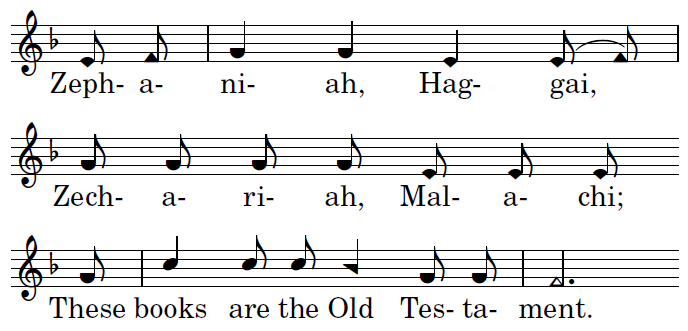 Zeph- a- ni- ah, Hag- gai,
Zech- a- ri- ah, Mal- a- chi;
These books are the Old Tes- ta- ment.